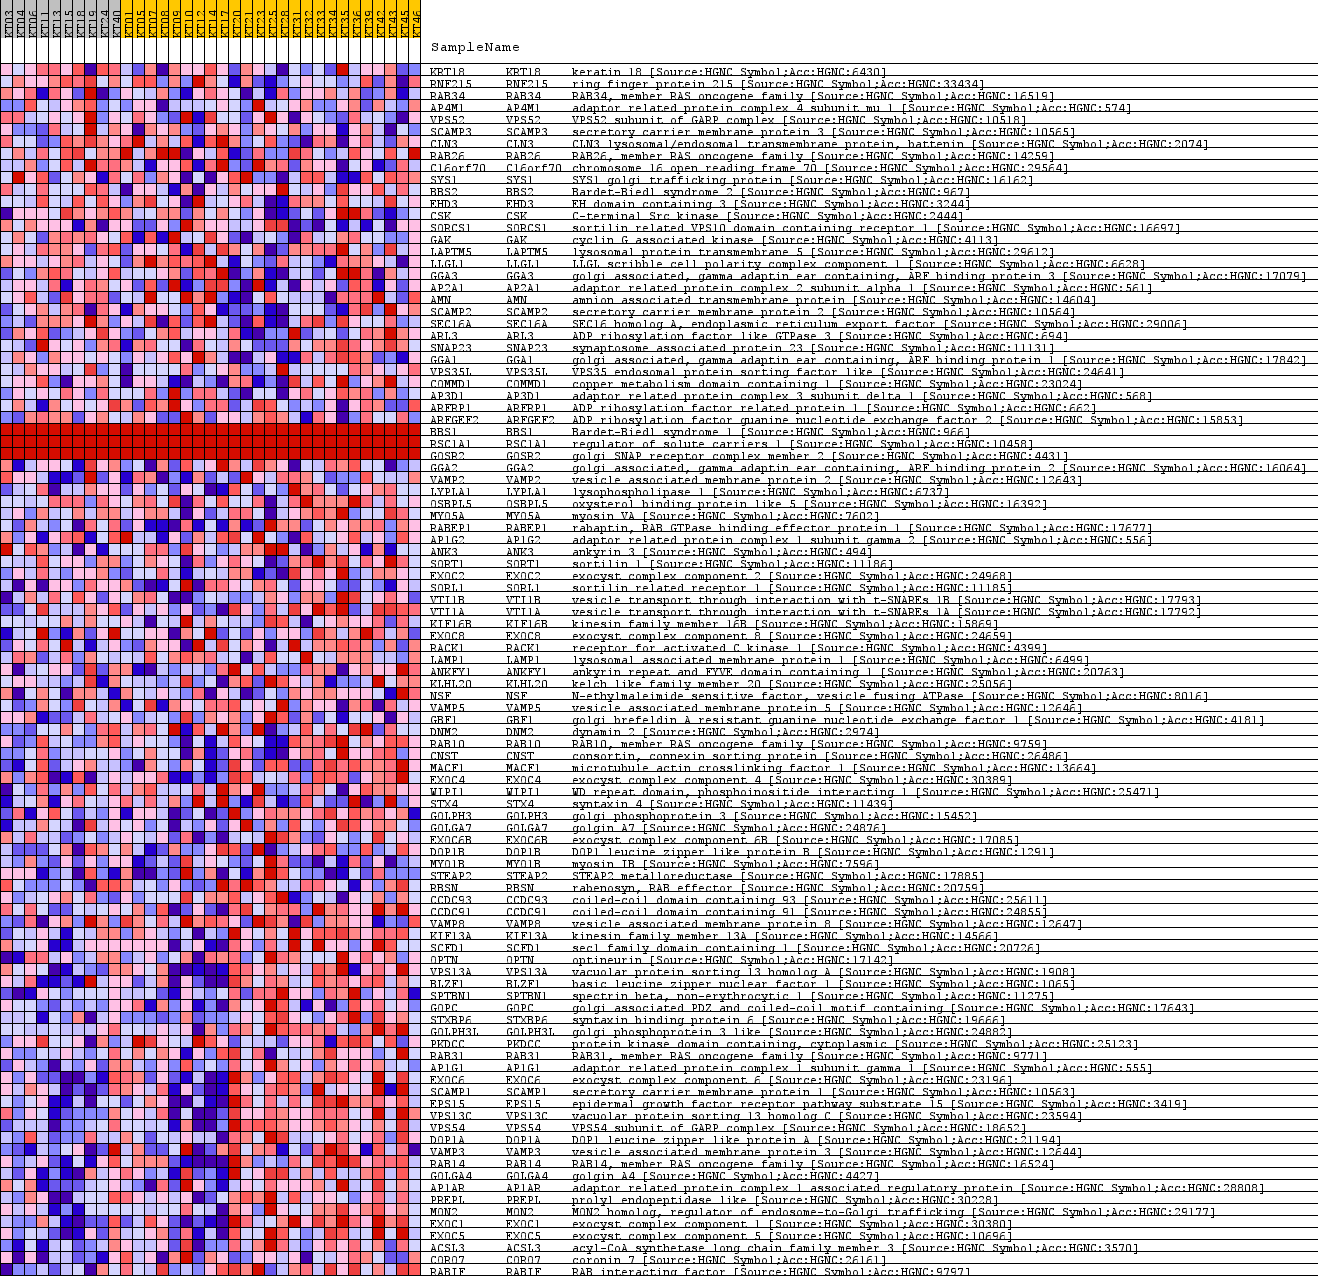 KT03 KT04 KT06 KT11 KT13 KT15 KT18 KT19 KT24 KT40 KT01 KT05 KT07 KT08 KT09 KT10 KT12 KT14 KT17 KT20 KT21 KT23 KT25 KT28 KT31 KT32 KT33 KT34 KT35 KT36 KT39 KT42 KT43 KT45 KT46
SampleName
KRT18 KRT18 keratin 18 [Source:HGNC Symbol;Acc:HGNC:6430]
RNF215 RNF215 ring finger protein 215 [Source:HGNC Symbol;Acc:HGNC:33434]
RAB34 RAB34 RAB34, member RAS oncogene family [Source:HGNC Symbol;Acc:HGNC:16519]
AP4M1 AP4M1 adaptor related protein complex 4 subunit mu 1 [Source:HGNC Symbol;Acc:HGNC:574]
VPS52 VPS52 VPS52 subunit of GARP complex [Source:HGNC Symbol;Acc:HGNC:10518]
SCAMP3 SCAMP3 secretory carrier membrane protein 3 [Source:HGNC Symbol;Acc:HGNC:10565]
CLN3 CLN3 CLN3 lysosomal/endosomal transmembrane protein, battenin [Source:HGNC Symbol;Acc:HGNC:2074]
RAB26 RAB26 RAB26, member RAS oncogene family [Source:HGNC Symbol;Acc:HGNC:14259]
C16orf70 C16orf70 chromosome 16 open reading frame 70 [Source:HGNC Symbol;Acc:HGNC:29564]
SYS1 SYS1 SYS1 golgi trafficking protein [Source:HGNC Symbol;Acc:HGNC:16162]
BBS2 BBS2 Bardet-Biedl syndrome 2 [Source:HGNC Symbol;Acc:HGNC:967]
EHD3 EHD3 EH domain containing 3 [Source:HGNC Symbol;Acc:HGNC:3244]
CSK CSK C-terminal Src kinase [Source:HGNC Symbol;Acc:HGNC:2444]
SORCS1 SORCS1 sortilin related VPS10 domain containing receptor 1 [Source:HGNC Symbol;Acc:HGNC:16697]
GAK GAK cyclin G associated kinase [Source:HGNC Symbol;Acc:HGNC:4113]
LAPTM5 LAPTM5 lysosomal protein transmembrane 5 [Source:HGNC Symbol;Acc:HGNC:29612]
LLGL1 LLGL1 LLGL scribble cell polarity complex component 1 [Source:HGNC Symbol;Acc:HGNC:6628]
GGA3 GGA3 golgi associated, gamma adaptin ear containing, ARF binding protein 3 [Source:HGNC Symbol;Acc:HGNC:17079]
AP2A1 AP2A1 adaptor related protein complex 2 subunit alpha 1 [Source:HGNC Symbol;Acc:HGNC:561]
AMN AMN amnion associated transmembrane protein [Source:HGNC Symbol;Acc:HGNC:14604]
SCAMP2 SCAMP2 secretory carrier membrane protein 2 [Source:HGNC Symbol;Acc:HGNC:10564]
SEC16A SEC16A SEC16 homolog A, endoplasmic reticulum export factor [Source:HGNC Symbol;Acc:HGNC:29006]
ARL3 ARL3 ADP ribosylation factor like GTPase 3 [Source:HGNC Symbol;Acc:HGNC:694]
SNAP23 SNAP23 synaptosome associated protein 23 [Source:HGNC Symbol;Acc:HGNC:11131]
GGA1 GGA1 golgi associated, gamma adaptin ear containing, ARF binding protein 1 [Source:HGNC Symbol;Acc:HGNC:17842]
VPS35L VPS35L VPS35 endosomal protein sorting factor like [Source:HGNC Symbol;Acc:HGNC:24641]
COMMD1 COMMD1 copper metabolism domain containing 1 [Source:HGNC Symbol;Acc:HGNC:23024]
AP3D1 AP3D1 adaptor related protein complex 3 subunit delta 1 [Source:HGNC Symbol;Acc:HGNC:568]
ARFRP1 ARFRP1 ADP ribosylation factor related protein 1 [Source:HGNC Symbol;Acc:HGNC:662]
ARFGEF2 ARFGEF2 ADP ribosylation factor guanine nucleotide exchange factor 2 [Source:HGNC Symbol;Acc:HGNC:15853]
BBS1 BBS1 Bardet-Biedl syndrome 1 [Source:HGNC Symbol;Acc:HGNC:966]
RSC1A1 RSC1A1 regulator of solute carriers 1 [Source:HGNC Symbol;Acc:HGNC:10458]
GOSR2 GOSR2 golgi SNAP receptor complex member 2 [Source:HGNC Symbol;Acc:HGNC:4431]
GGA2 GGA2 golgi associated, gamma adaptin ear containing, ARF binding protein 2 [Source:HGNC Symbol;Acc:HGNC:16064]
VAMP2 VAMP2 vesicle associated membrane protein 2 [Source:HGNC Symbol;Acc:HGNC:12643]
LYPLA1 LYPLA1 lysophospholipase 1 [Source:HGNC Symbol;Acc:HGNC:6737]
OSBPL5 OSBPL5 oxysterol binding protein like 5 [Source:HGNC Symbol;Acc:HGNC:16392]
MYO5A MYO5A myosin VA [Source:HGNC Symbol;Acc:HGNC:7602]
RABEP1 RABEP1 rabaptin, RAB GTPase binding effector protein 1 [Source:HGNC Symbol;Acc:HGNC:17677]
AP1G2 AP1G2 adaptor related protein complex 1 subunit gamma 2 [Source:HGNC Symbol;Acc:HGNC:556]
ANK3 ANK3 ankyrin 3 [Source:HGNC Symbol;Acc:HGNC:494]
SORT1 SORT1 sortilin 1 [Source:HGNC Symbol;Acc:HGNC:11186]
EXOC2 EXOC2 exocyst complex component 2 [Source:HGNC Symbol;Acc:HGNC:24968]
SORL1 SORL1 sortilin related receptor 1 [Source:HGNC Symbol;Acc:HGNC:11185]
VTI1B VTI1B vesicle transport through interaction with t-SNAREs 1B [Source:HGNC Symbol;Acc:HGNC:17793]
VTI1A VTI1A vesicle transport through interaction with t-SNAREs 1A [Source:HGNC Symbol;Acc:HGNC:17792]
KIF16B KIF16B kinesin family member 16B [Source:HGNC Symbol;Acc:HGNC:15869]
EXOC8 EXOC8 exocyst complex component 8 [Source:HGNC Symbol;Acc:HGNC:24659]
RACK1 RACK1 receptor for activated C kinase 1 [Source:HGNC Symbol;Acc:HGNC:4399]
LAMP1 LAMP1 lysosomal associated membrane protein 1 [Source:HGNC Symbol;Acc:HGNC:6499]
ANKFY1 ANKFY1 ankyrin repeat and FYVE domain containing 1 [Source:HGNC Symbol;Acc:HGNC:20763]
KLHL20 KLHL20 kelch like family member 20 [Source:HGNC Symbol;Acc:HGNC:25056]
NSF NSF N-ethylmaleimide sensitive factor, vesicle fusing ATPase [Source:HGNC Symbol;Acc:HGNC:8016]
VAMP5 VAMP5 vesicle associated membrane protein 5 [Source:HGNC Symbol;Acc:HGNC:12646]
GBF1 GBF1 golgi brefeldin A resistant guanine nucleotide exchange factor 1 [Source:HGNC Symbol;Acc:HGNC:4181]
DNM2 DNM2 dynamin 2 [Source:HGNC Symbol;Acc:HGNC:2974]
RAB10 RAB10 RAB10, member RAS oncogene family [Source:HGNC Symbol;Acc:HGNC:9759]
CNST CNST consortin, connexin sorting protein [Source:HGNC Symbol;Acc:HGNC:26486]
MACF1 MACF1 microtubule actin crosslinking factor 1 [Source:HGNC Symbol;Acc:HGNC:13664]
EXOC4 EXOC4 exocyst complex component 4 [Source:HGNC Symbol;Acc:HGNC:30389]
WIPI1 WIPI1 WD repeat domain, phosphoinositide interacting 1 [Source:HGNC Symbol;Acc:HGNC:25471]
STX4 STX4 syntaxin 4 [Source:HGNC Symbol;Acc:HGNC:11439]
GOLPH3 GOLPH3 golgi phosphoprotein 3 [Source:HGNC Symbol;Acc:HGNC:15452]
GOLGA7 GOLGA7 golgin A7 [Source:HGNC Symbol;Acc:HGNC:24876]
EXOC6B EXOC6B exocyst complex component 6B [Source:HGNC Symbol;Acc:HGNC:17085]
DOP1B DOP1B DOP1 leucine zipper like protein B [Source:HGNC Symbol;Acc:HGNC:1291]
MYO1B MYO1B myosin IB [Source:HGNC Symbol;Acc:HGNC:7596]
STEAP2 STEAP2 STEAP2 metalloreductase [Source:HGNC Symbol;Acc:HGNC:17885]
RBSN RBSN rabenosyn, RAB effector [Source:HGNC Symbol;Acc:HGNC:20759]
CCDC93 CCDC93 coiled-coil domain containing 93 [Source:HGNC Symbol;Acc:HGNC:25611]
CCDC91 CCDC91 coiled-coil domain containing 91 [Source:HGNC Symbol;Acc:HGNC:24855]
VAMP8 VAMP8 vesicle associated membrane protein 8 [Source:HGNC Symbol;Acc:HGNC:12647]
KIF13A KIF13A kinesin family member 13A [Source:HGNC Symbol;Acc:HGNC:14566]
SCFD1 SCFD1 sec1 family domain containing 1 [Source:HGNC Symbol;Acc:HGNC:20726]
OPTN OPTN optineurin [Source:HGNC Symbol;Acc:HGNC:17142]
VPS13A VPS13A vacuolar protein sorting 13 homolog A [Source:HGNC Symbol;Acc:HGNC:1908]
BLZF1 BLZF1 basic leucine zipper nuclear factor 1 [Source:HGNC Symbol;Acc:HGNC:1065]
SPTBN1 SPTBN1 spectrin beta, non-erythrocytic 1 [Source:HGNC Symbol;Acc:HGNC:11275]
GOPC GOPC golgi associated PDZ and coiled-coil motif containing [Source:HGNC Symbol;Acc:HGNC:17643]
STXBP6 STXBP6 syntaxin binding protein 6 [Source:HGNC Symbol;Acc:HGNC:19666]
GOLPH3L GOLPH3L golgi phosphoprotein 3 like [Source:HGNC Symbol;Acc:HGNC:24882]
PKDCC PKDCC protein kinase domain containing, cytoplasmic [Source:HGNC Symbol;Acc:HGNC:25123]
RAB31 RAB31 RAB31, member RAS oncogene family [Source:HGNC Symbol;Acc:HGNC:9771]
AP1G1 AP1G1 adaptor related protein complex 1 subunit gamma 1 [Source:HGNC Symbol;Acc:HGNC:555]
EXOC6 EXOC6 exocyst complex component 6 [Source:HGNC Symbol;Acc:HGNC:23196]
SCAMP1 SCAMP1 secretory carrier membrane protein 1 [Source:HGNC Symbol;Acc:HGNC:10563]
EPS15 EPS15 epidermal growth factor receptor pathway substrate 15 [Source:HGNC Symbol;Acc:HGNC:3419]
VPS13C VPS13C vacuolar protein sorting 13 homolog C [Source:HGNC Symbol;Acc:HGNC:23594]
VPS54 VPS54 VPS54 subunit of GARP complex [Source:HGNC Symbol;Acc:HGNC:18652]
DOP1A DOP1A DOP1 leucine zipper like protein A [Source:HGNC Symbol;Acc:HGNC:21194]
VAMP3 VAMP3 vesicle associated membrane protein 3 [Source:HGNC Symbol;Acc:HGNC:12644]
RAB14 RAB14 RAB14, member RAS oncogene family [Source:HGNC Symbol;Acc:HGNC:16524]
GOLGA4 GOLGA4 golgin A4 [Source:HGNC Symbol;Acc:HGNC:4427]
AP1AR AP1AR adaptor related protein complex 1 associated regulatory protein [Source:HGNC Symbol;Acc:HGNC:28808]
PREPL PREPL prolyl endopeptidase like [Source:HGNC Symbol;Acc:HGNC:30228]
MON2 MON2 MON2 homolog, regulator of endosome-to-Golgi trafficking [Source:HGNC Symbol;Acc:HGNC:29177]
EXOC1 EXOC1 exocyst complex component 1 [Source:HGNC Symbol;Acc:HGNC:30380]
EXOC5 EXOC5 exocyst complex component 5 [Source:HGNC Symbol;Acc:HGNC:10696]
ACSL3 ACSL3 acyl-CoA synthetase long chain family member 3 [Source:HGNC Symbol;Acc:HGNC:3570]
CORO7 CORO7 coronin 7 [Source:HGNC Symbol;Acc:HGNC:26161]
RABIF RABIF RAB interacting factor [Source:HGNC Symbol;Acc:HGNC:9797]